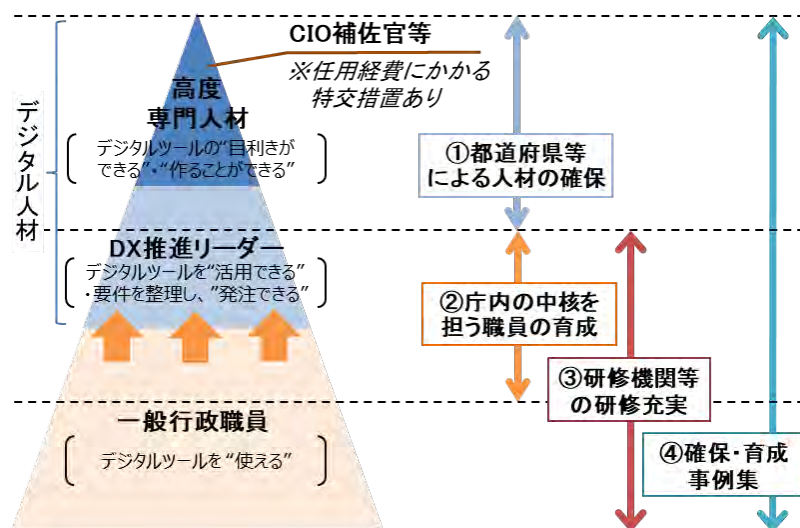 CIO補佐官等
※任用経費にかかる
特交措置あり
デジタル人材
高度
専門人材
デジタルツールの“目利きが
できる”・“作ることができる”
①都道府県等
による人材の確保
DX推進リーダー
デジタルツールを“活用できる”
・要件を整理し、”発注できる”
②庁内の中核を
担う職員の育成
③研修機関等
の研修充実
一般行政職員
デジタルツールを“使える”
④確保・育成
事例集